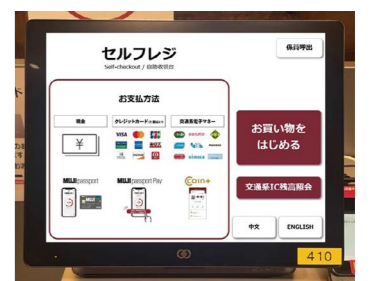 セルフレジ
Self-checkout / 自助收银台
係員呼出
お支払方法
現金
クレジットカード
交通系電子マネー
¥
VISA
MUJI passport
MUJI passport Pay
Coin+
お買い物を
はじめる
交通系IC残高照会
中文
ENGLISH
410